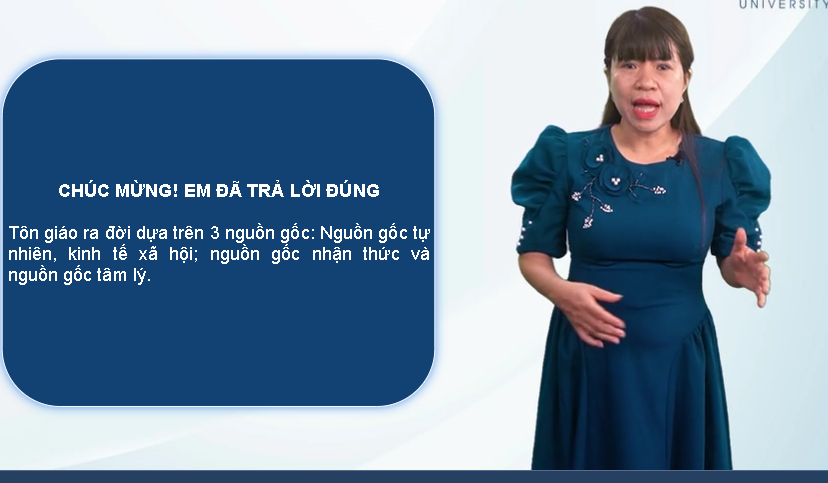 UNIVERSITY
CHÚC MỪNG! EM ĐÃ TRẢ LỜI ĐÚNG
Tôn giáo ra đời dựa trên 3 nguồn gốc: Nguồn gốc tự
nhiên, kinh tế xã hội; nguồn gốc nhận thức và
nguồn gốc tâm lý.